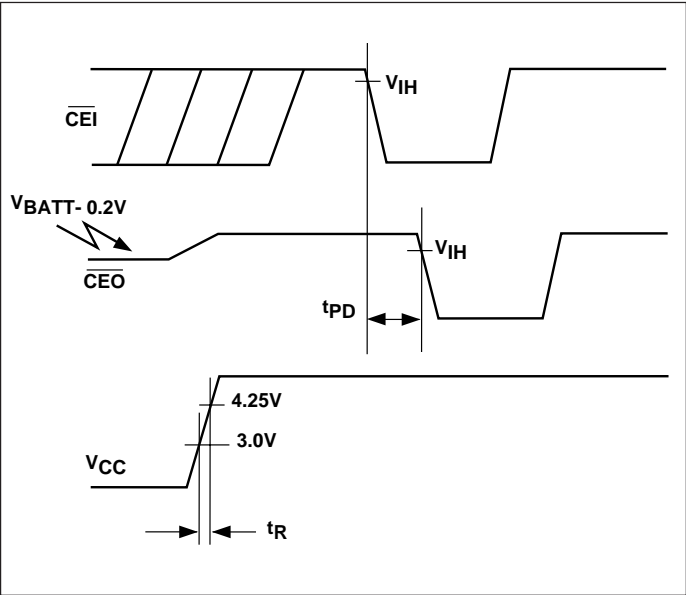 VIH
CEI
VBATT- 0.2V
VIH
CEO
tPD
4.25V
3.0V
VCC
tR